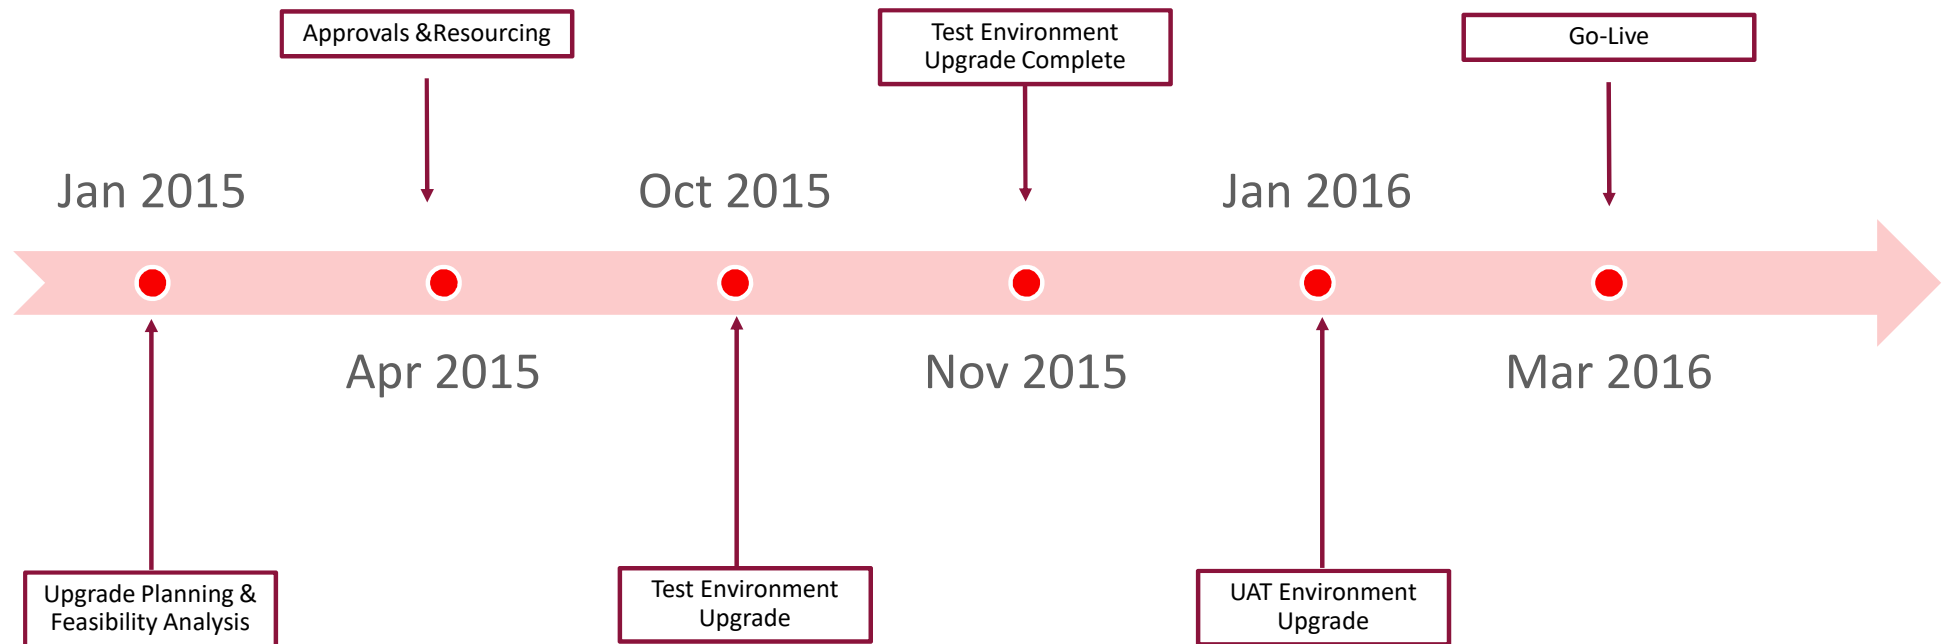 Approvals &Resourcing
Test Environment
Upgrade Complete
Go-Live
Jan 2015
Oct 2015
Jan 2016
Apr 2015
Nov 2015
Mar 2016
Upgrade Planning &
Feasibility Analysis
Test Environment
Upgrade
UAT Environment
Upgrade